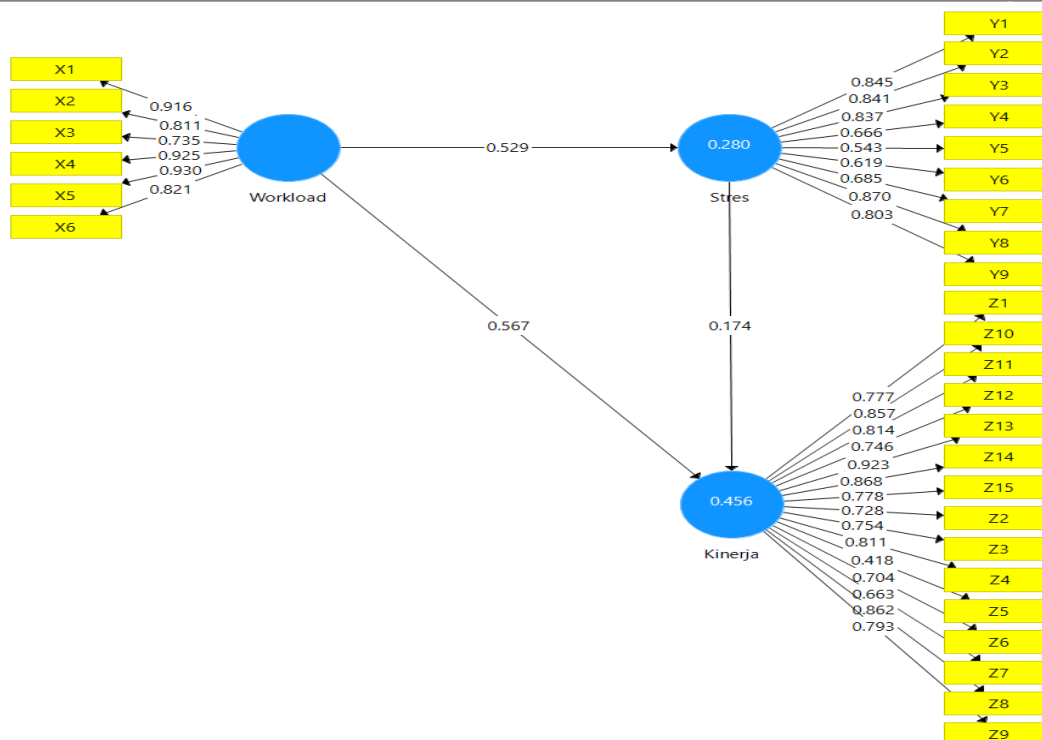 X1
X2
X3
X4
X5
X6
0.916
0.811
0.735
0.925
0.930
0.821
Workload
0.529
0.567
0.280
Stres
0.174
0.456
Kinerja
0.845
0.841
0.837
0.666
0.543
0.619
0.685
0.870
0.803
Y1
Y2
Y3
Y4
Y5
Y6
Y7
Y8
Y9
0.777
0.857
0.814
0.746
0.923
0.868
0.778
0.728
0.754
0.811
0.418
0.704
0.663
0.862
0.793
Z1
Z10
Z11
Z12
Z13
Z14
Z15
Z2
Z3
Z4
Z5
Z6
Z7
Z8
Z9